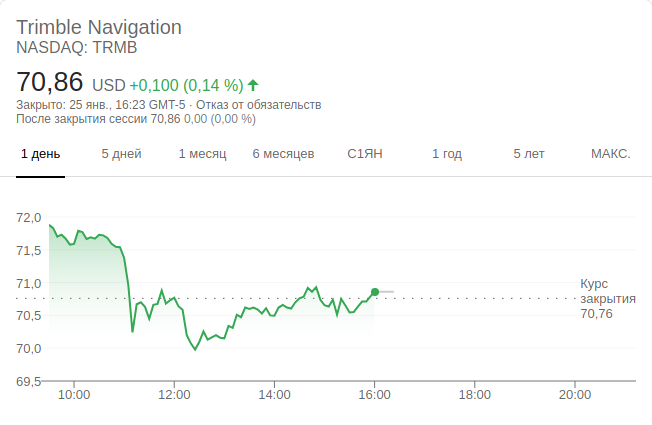 Trimble Navigation
NASDAQ: TRMB
70,86 USD +0,100 (0,14 %)
Закрыто: 25 янв., 16:23 GMT-5 · Отказ от обязательств
После закрытия сессии 70,86 0,00 (0,00 %)
1 день 5 дней 1 месяц 6 месяцев С1ЯН 1 год 5 лет МАКС.
72,0
71,5
71,0
70,5
70,0
69,5
Курс
закрытия
70,76
10:00 12:00 14:00 16:00 18:00 20:00